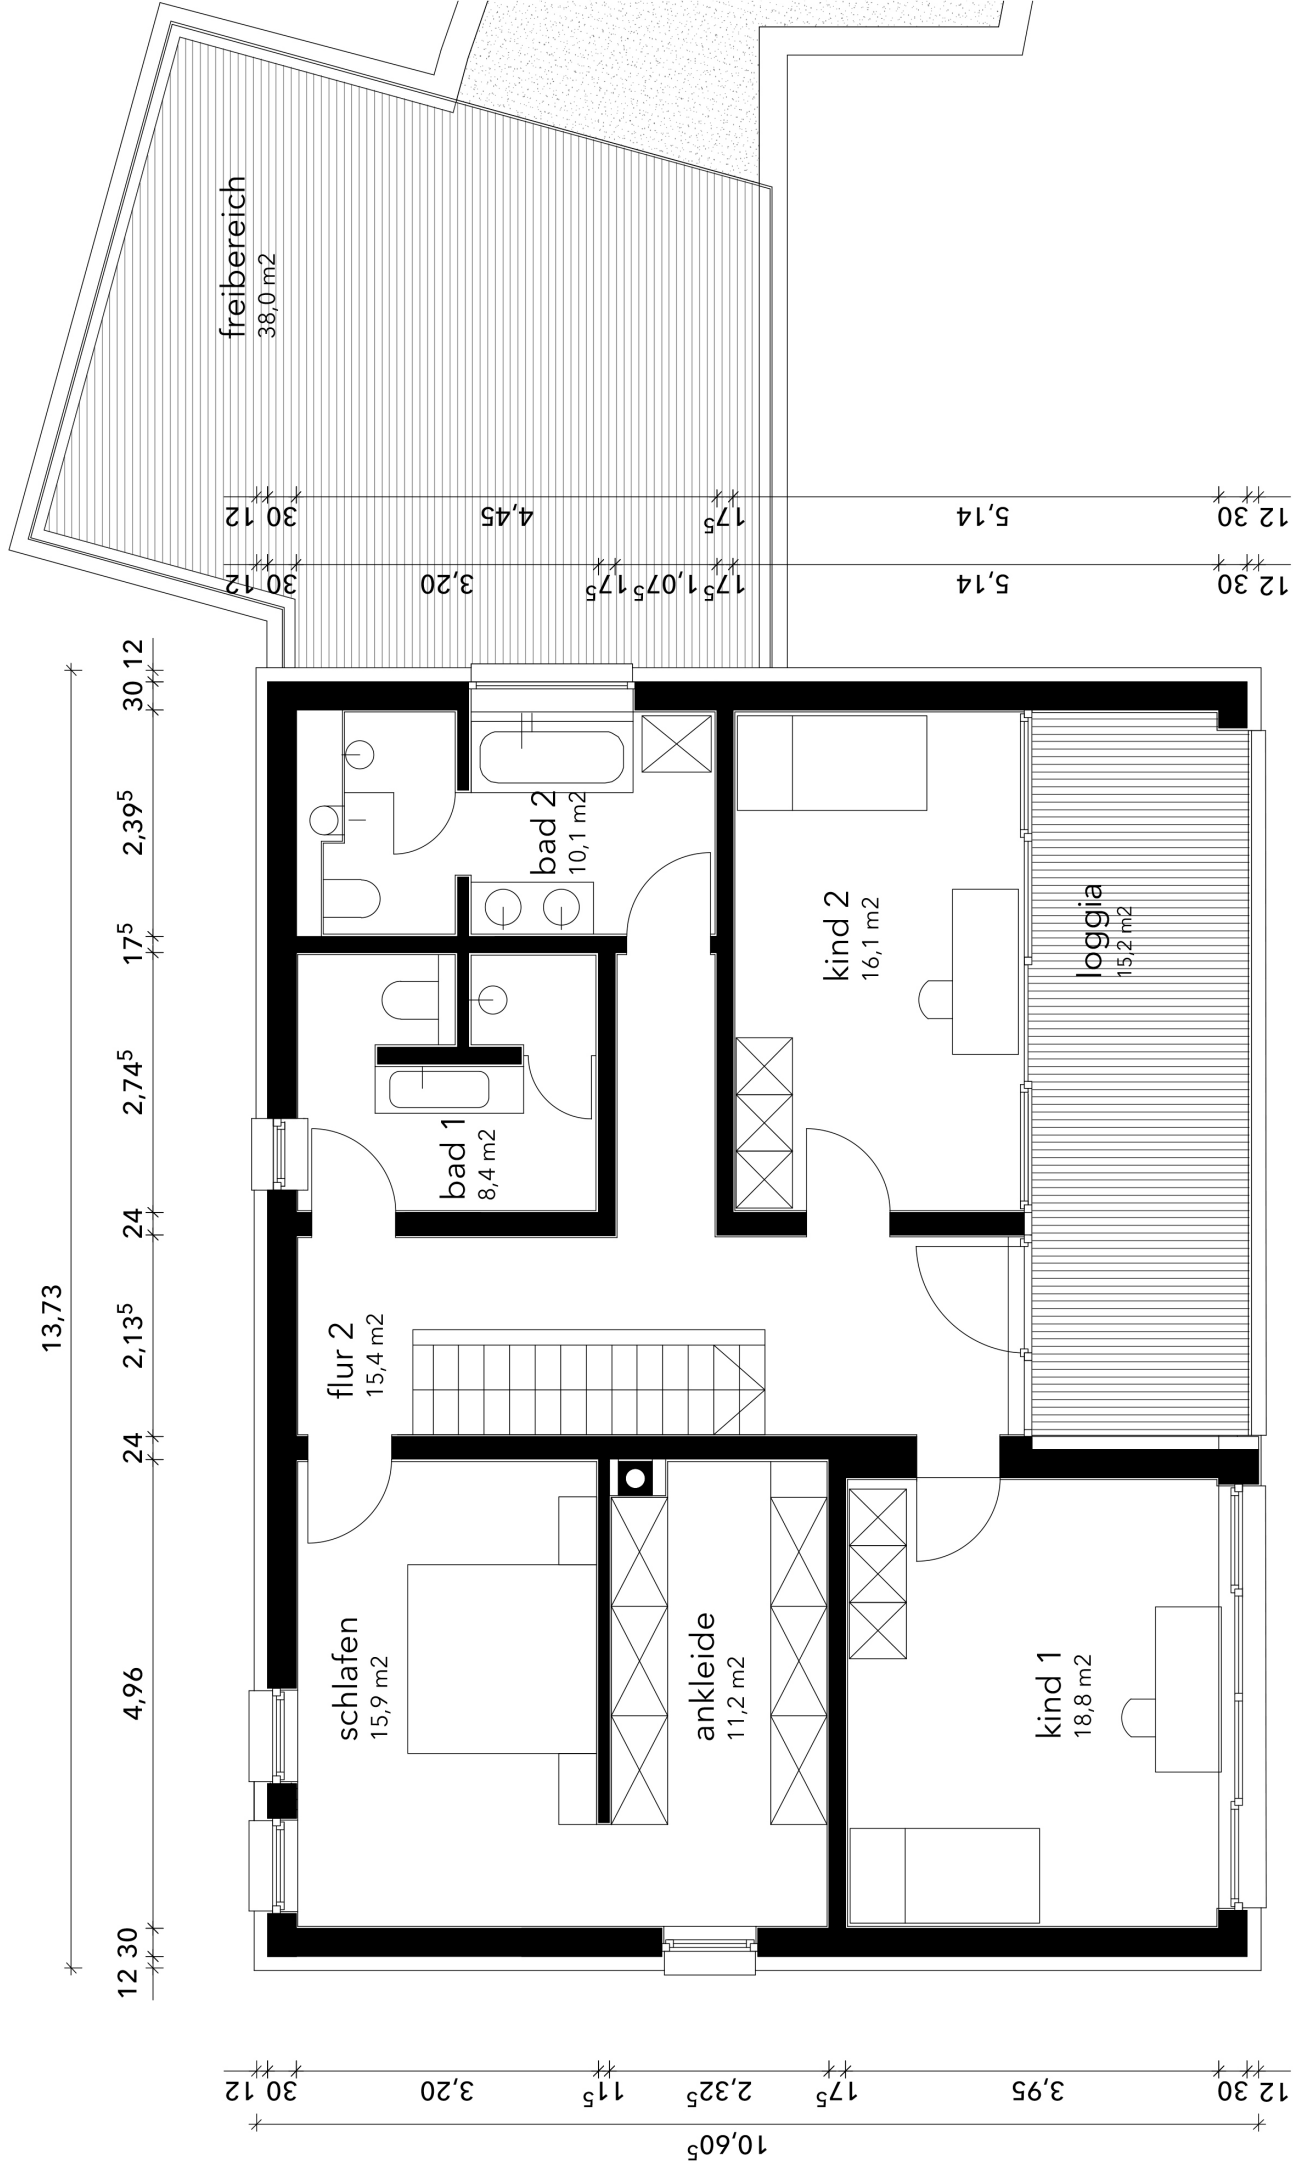 freibereich
38,0 m2
12 30 4,45 17⁵ 5,14 30 12
12 30 3,20 17⁵ 1,07⁵ 17⁵ 5,14 30 12
13,73
12 30 4,96 24 2,13⁵ 24 2,74⁵ 17⁵ 2,39⁵ 30 12
bad 2
10,1 m2
kind 2
16,1 m2
loggia
15,2 m2
bad 1
8,4 m2
flur 2
15,4 m2
schlafen
15,9 m2
ankleide
11,2 m2
kind 1
18,8 m2
12 30 3,20 11⁵ 2,32⁵ 17⁵ 3,95 30 12
10,60⁵